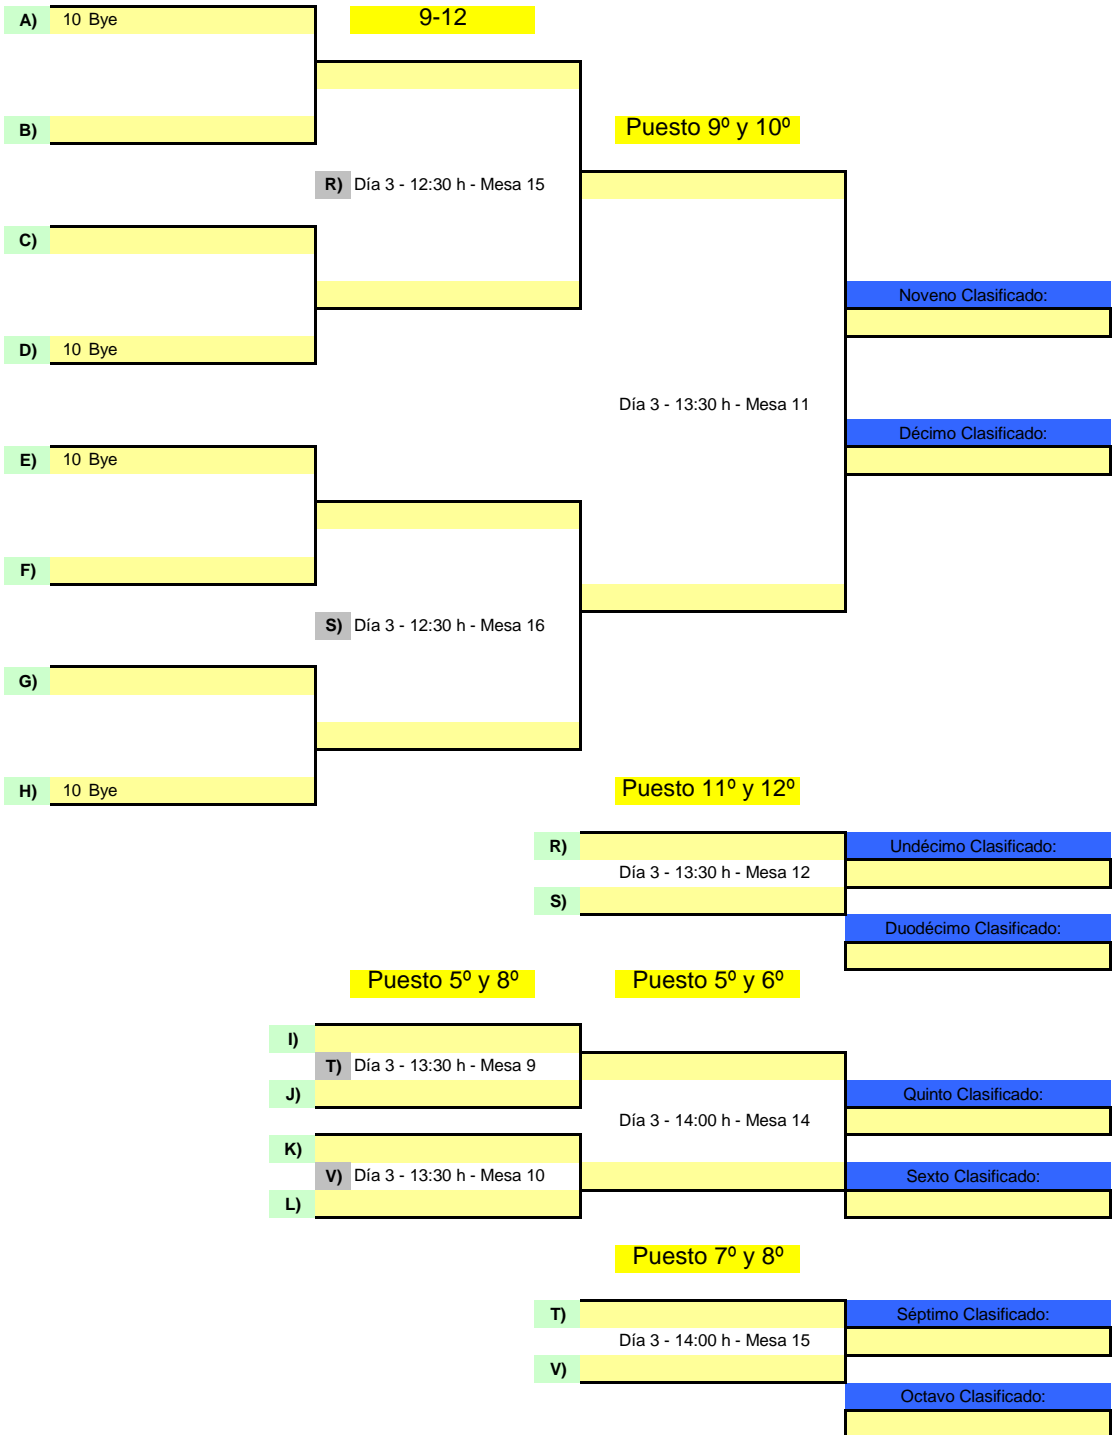 A) 10 Bye
9-12
B)
Puesto 9º y 10º
R) Día 3 - 12:30 h - Mesa 15
C)
Noveno Clasificado:
D) 10 Bye
Día 3 - 13:30 h - Mesa 11
Décimo Clasificado:
E) 10 Bye
F)
S) Día 3 - 12:30 h - Mesa 16
G)
H) 10 Bye
Puesto 11º y 12º
R)
Undécimo Clasificado:
Día 3 - 13:30 h - Mesa 12
S)
Duodécimo Clasificado:
Puesto 5º y 8º
Puesto 5º y 6º
I)
T) Día 3 - 13:30 h - Mesa 9
J)
Quinto Clasificado:
Día 3 - 14:00 h - Mesa 14
K)
V) Día 3 - 13:30 h - Mesa 10
Sexto Clasificado:
L)
Puesto 7º y 8º
T)
Séptimo Clasificado:
Día 3 - 14:00 h - Mesa 15
V)
Octavo Clasificado: